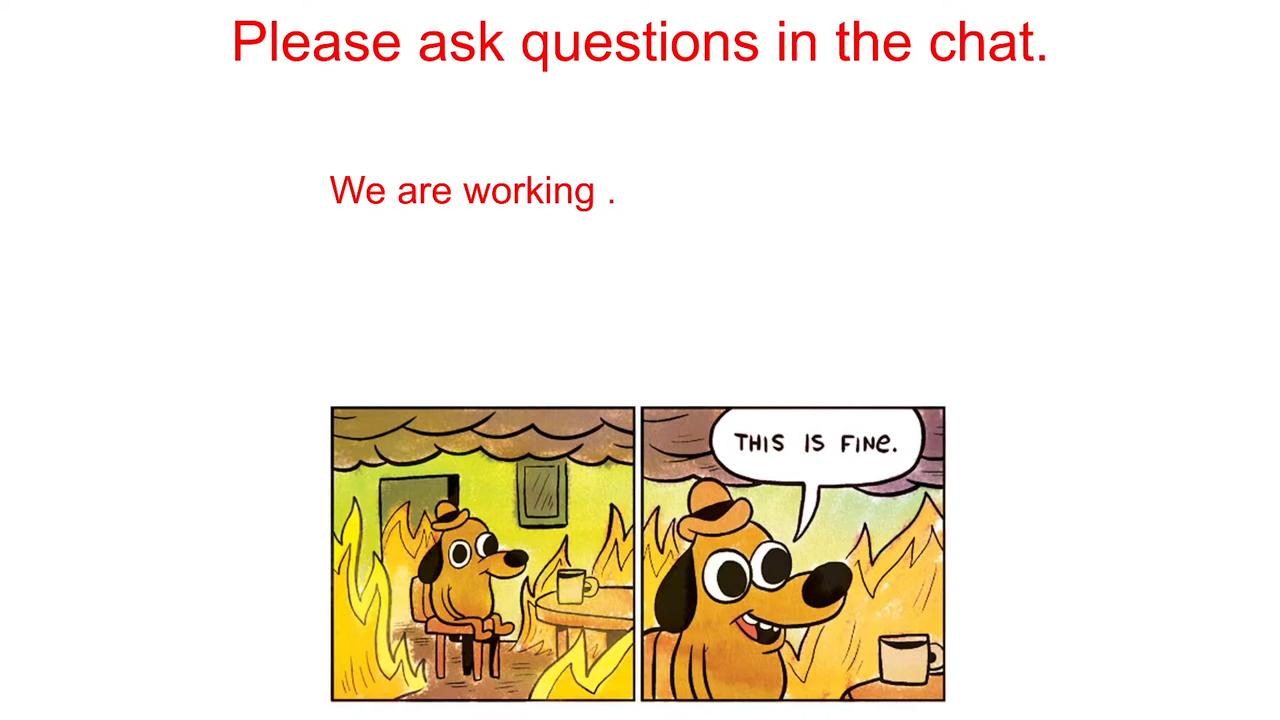 Please ask questions in the chat.
We are working .
THIS IS FINE.